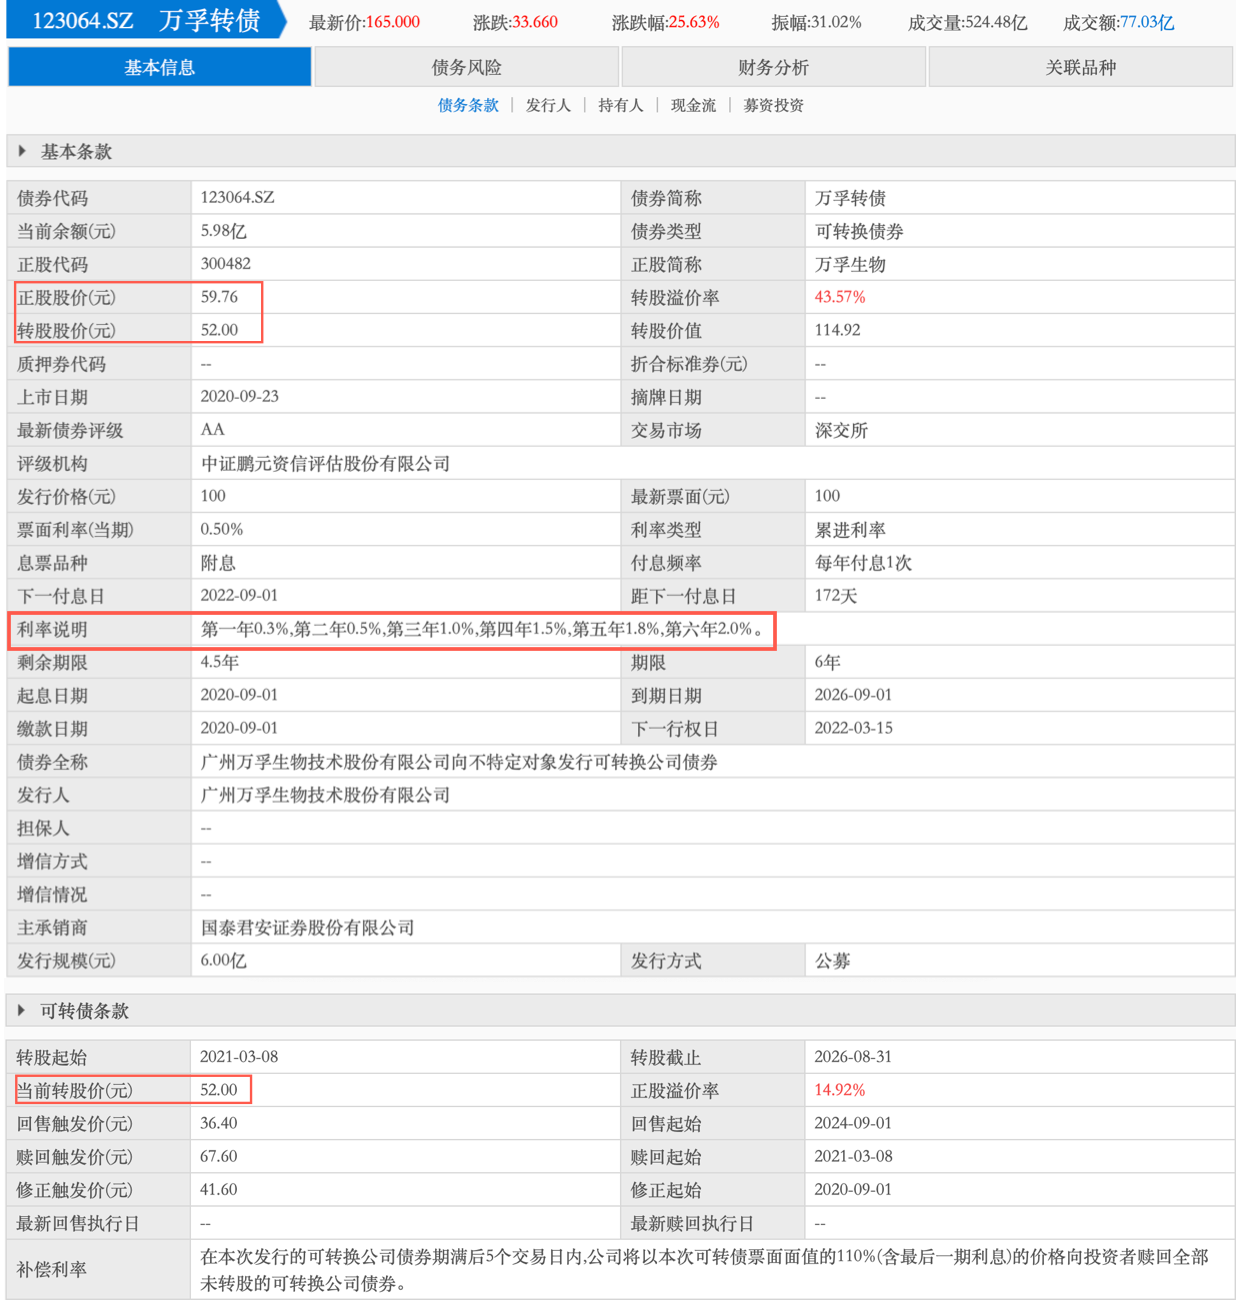 123064.SZ 万孚转债 最新价:165.000 涨跌:33.660 涨跌幅:25.63% 振幅:31.02% 成交量:524.48亿 成交额:77.03亿
基本信息 债务风险 财务分析 关联品种
债务条款 | 发行人 | 持有人 | 现金流 | 募资投资
基本条款
债券代码 123064.SZ 债券简称 万孚转债
当前余额(元) 5.98亿 债券类型 可转换债券
正股代码 300482 正股简称 万孚生物
正股股价(元) 59.76 转股溢价率 43.57%
转股股价(元) 52.00 转股价值 114.92
质押券代码 -- 折合标准券(元) --
上市日期 2020-09-23 摘牌日期 --
最新债券评级 AA 交易市场 深交所
评级机构 中证鹏元资信评估股份有限公司
发行价格(元) 100 最新票面(元) 100
票面利率(当期) 0.50% 利率类型 累进利率
息票品种 附息 付息频率 每年付息1次
下一付息日 2022-09-01 距下一付息日 172天
利率说明 第一年0.3%,第二年0.5%,第三年1.0%,第四年1.5%,第五年1.8%,第六年2.0%。
剩余期限 4.5年 期限 6年
起息日期 2020-09-01 到期日期 2026-09-01
缴款日期 2020-09-01 下一行权日 2022-03-15
债券全称 广州万孚生物技术股份有限公司向不特定对象发行可转换公司债券
发行人 广州万孚生物技术股份有限公司
担保人 --
增信方式 --
增信情况 --
主承销商 国泰君安证券股份有限公司
发行规模(元) 6.00亿 发行方式 公募
可转债条款
转股起始 2021-03-08 转股截止 2026-08-31
当前转股价(元) 52.00 正股溢价率 14.92%
回售触发价(元) 36.40 回售起始 2024-09-01
赎回触发价(元) 67.60 赎回起始 2021-03-08
修正触发价(元) 41.60 修正起始 2020-09-01
最新回售执行日 -- 最新赎回执行日 --
补偿利率 在本次发行的可转换公司债券期满后5个交易日内,公司将以本次可转债票面面值的110%(含最后一期利息)的价格向投资者赎回全部
未转股的可转换公司债券。